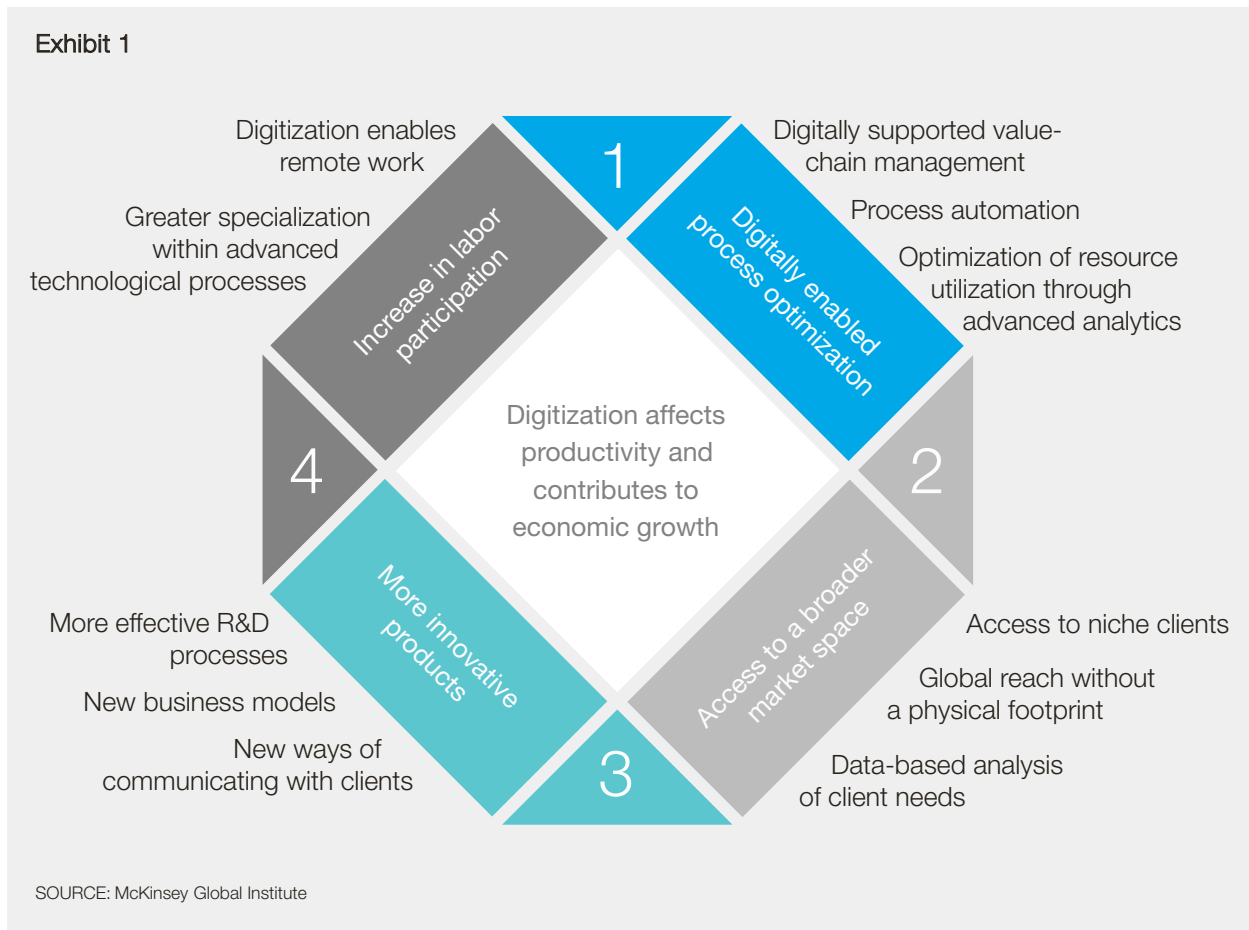 Exhibit 1
1
Digitally enabled
process optimization
Digitally supported value-
chain management
Process automation
Optimization of resource
utilization through
advanced analytics
2
Access to a broader
market space
Access to niche clients
Global reach without
a physical footprint
Data-based analysis
of client needs
3
More innovative
products
More effective R&D
processes
New business models
New ways of
communicating with clients
4
Increase in labor
participation
Digitization enables
remote work
Greater specialization
within advanced
technological processes
Digitization affects
productivity and
contributes to
economic growth
SOURCE: McKinsey Global Institute